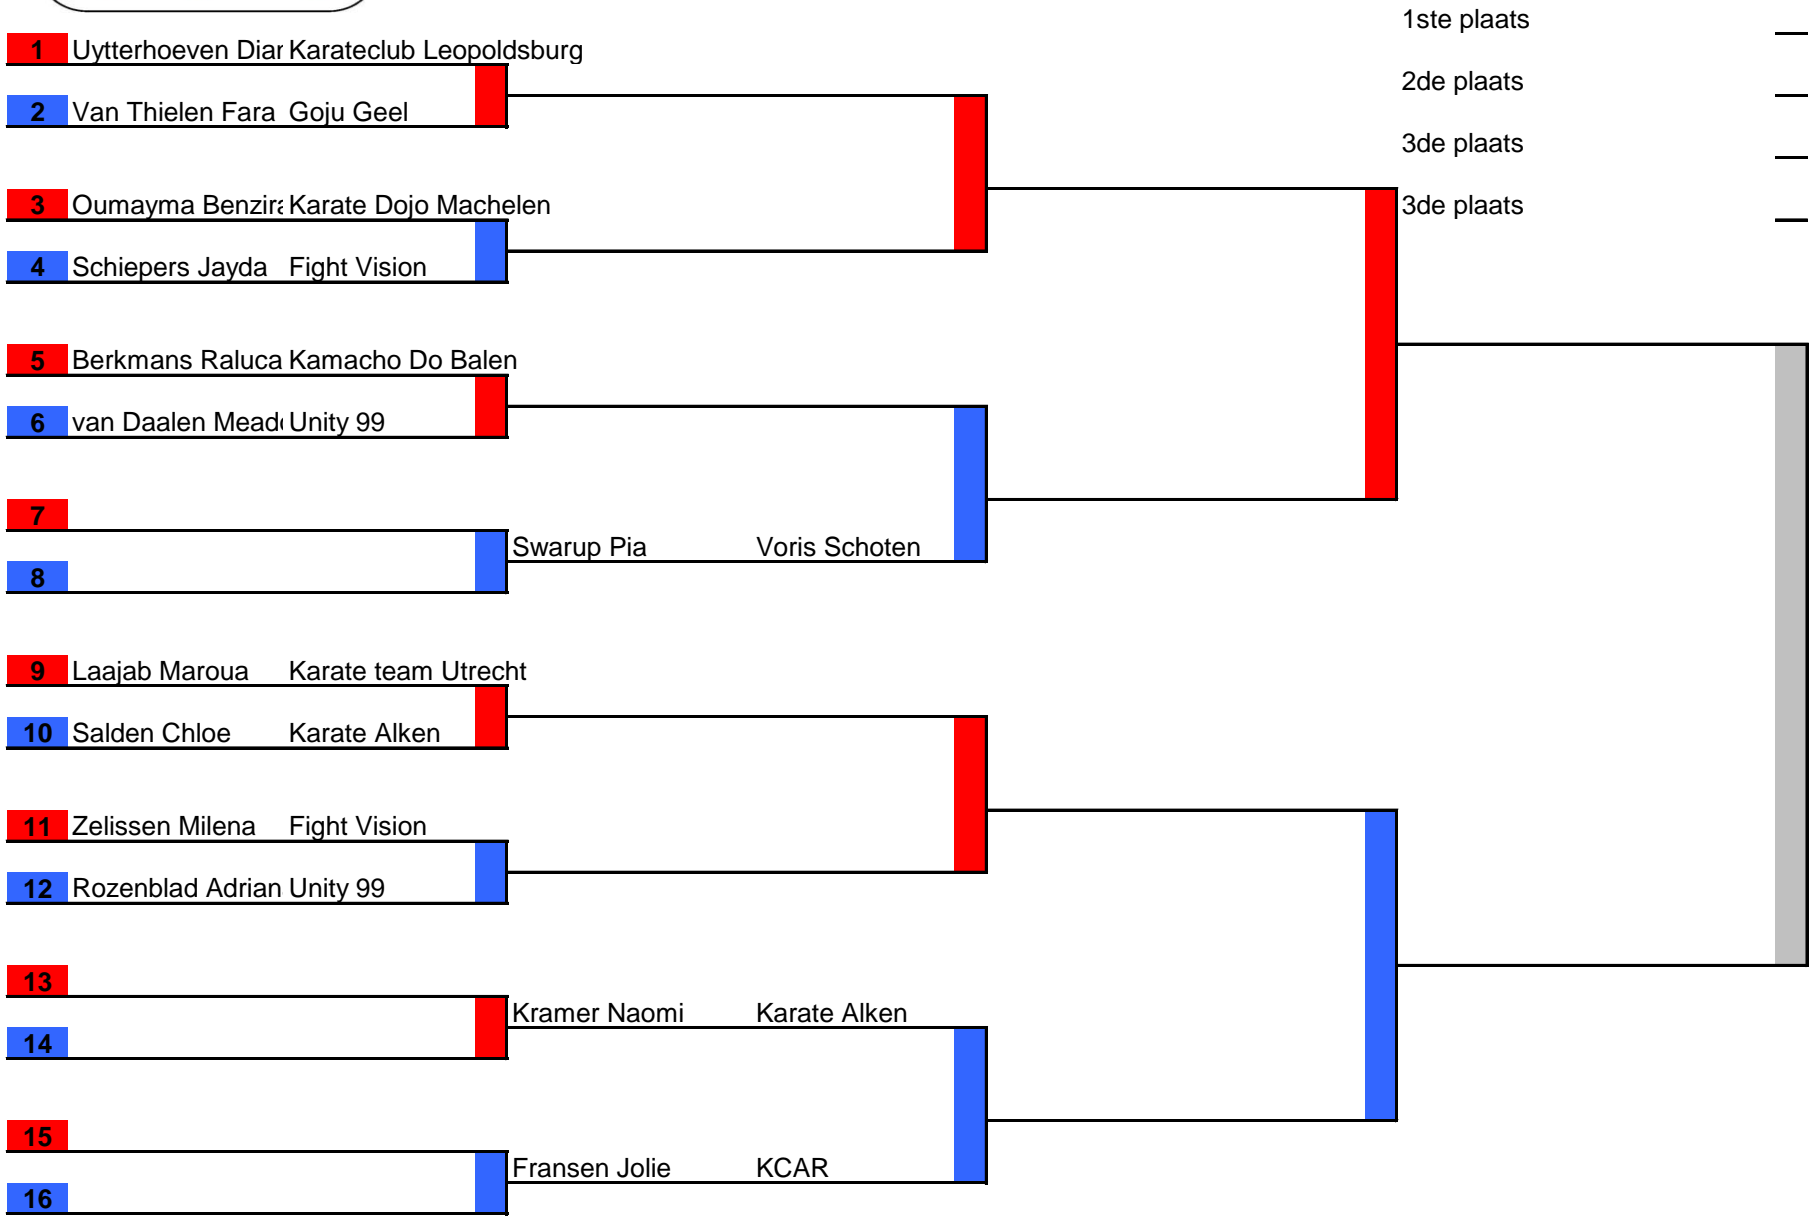 1ste plaats
1 Uytterhoeven Diar Karateclub Leopoldsburg
2de plaats
2 Van Thielen Fara Goju Geel
3de plaats
3 Oumayma Benzira Karate Dojo Machelen
3de plaats
4 Schiepers Jayda Fight Vision
5 Berkmans Raluca Kamacho Do Balen
6 van Daalen Mead Unity 99
7
Swarup Pia Voris Schoten
8
9 Laajab Maroua Karate team Utrecht
10 Salden Chloe Karate Alken
11 Zelissen Milena Fight Vision
12 Rozenblad Adrian Unity 99
13
Kramer Naomi Karate Alken
14
15
Fransen Jolie KCAR
16